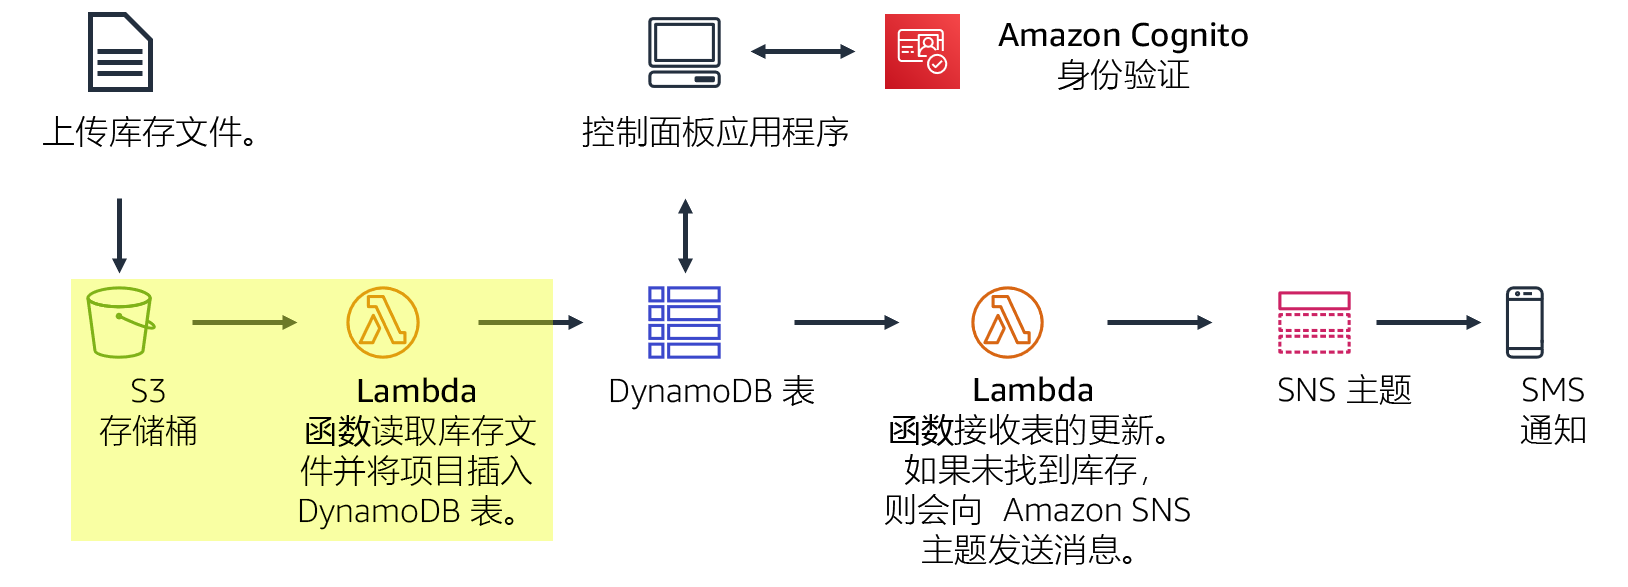 上传库存文件。
控制面板应用程序
Amazon Cognito
身份验证
S3
存储桶
Lambda
函数读取库存文
件并将项目插入
DynamoDB 表。
DynamoDB 表
Lambda
函数接收表的更新。
如果未找到库存，
则会向 Amazon SNS
主题发送消息。
SNS 主题
SMS
通知